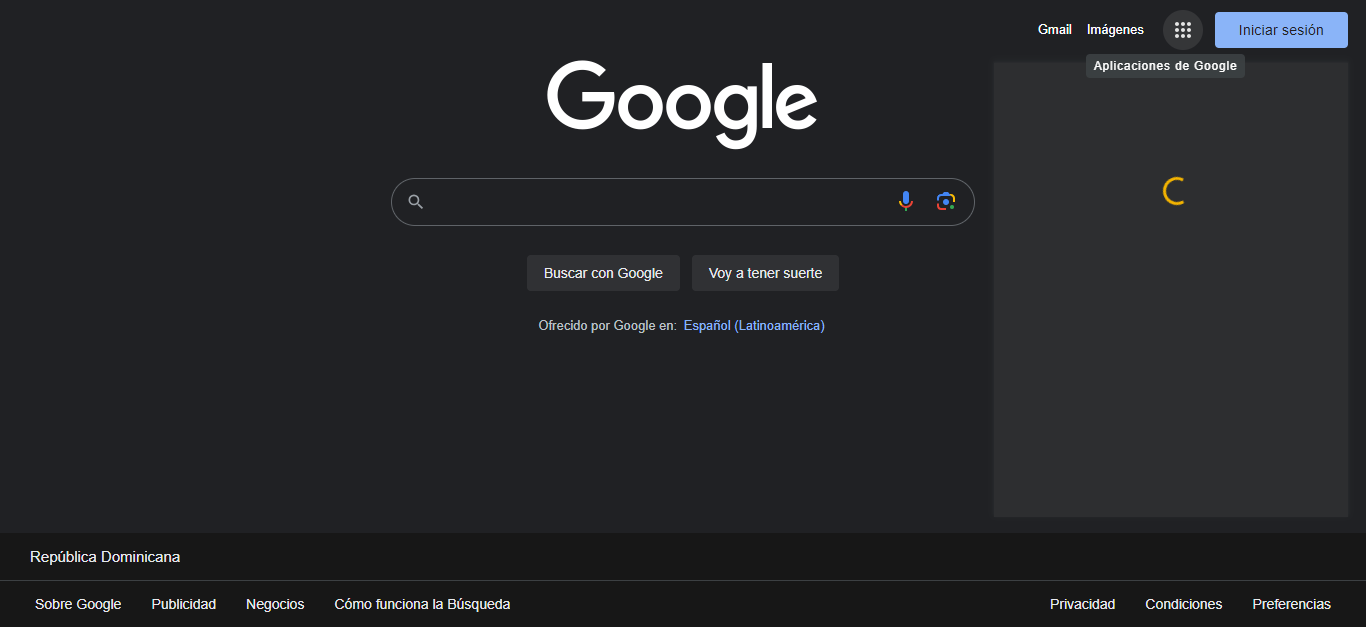 Gmail Imágenes Iniciar sesión
Aplicaciones de Google
Google
Buscar con Google Voy a tener suerte
Ofrecido por Google en: Español (Latinoamérica)
República Dominicana
Sobre Google Publicidad Negocios Cómo funciona la Búsqueda Privacidad Condiciones Preferencias